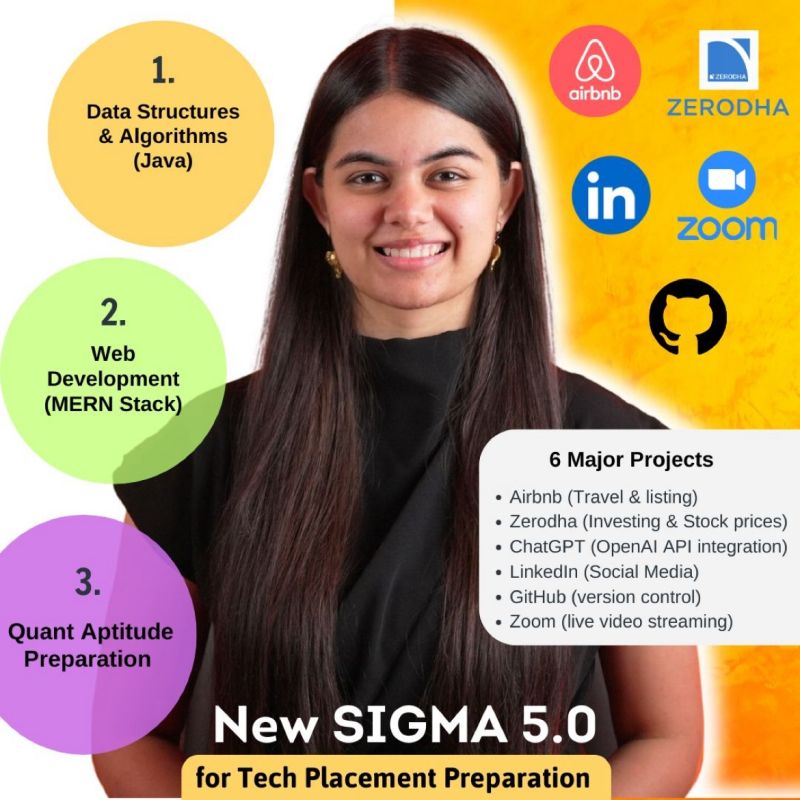 1.
Data Structures
& Algorithms
(Java)
2.
Web
Development
(MERN Stack)
3.
Quant Aptitude
Preparation
airbnb
ZERODHA
ZERODHA
in
zoom
6 Major Projects
• Airbnb (Travel & listing)
• Zerodha (Investing & Stock prices)
• ChatGPT (OpenAI API integration)
• LinkedIn (Social Media)
• GitHub (version control)
• Zoom (live video streaming)
New SIGMA 5.0
for Tech Placement Preparation